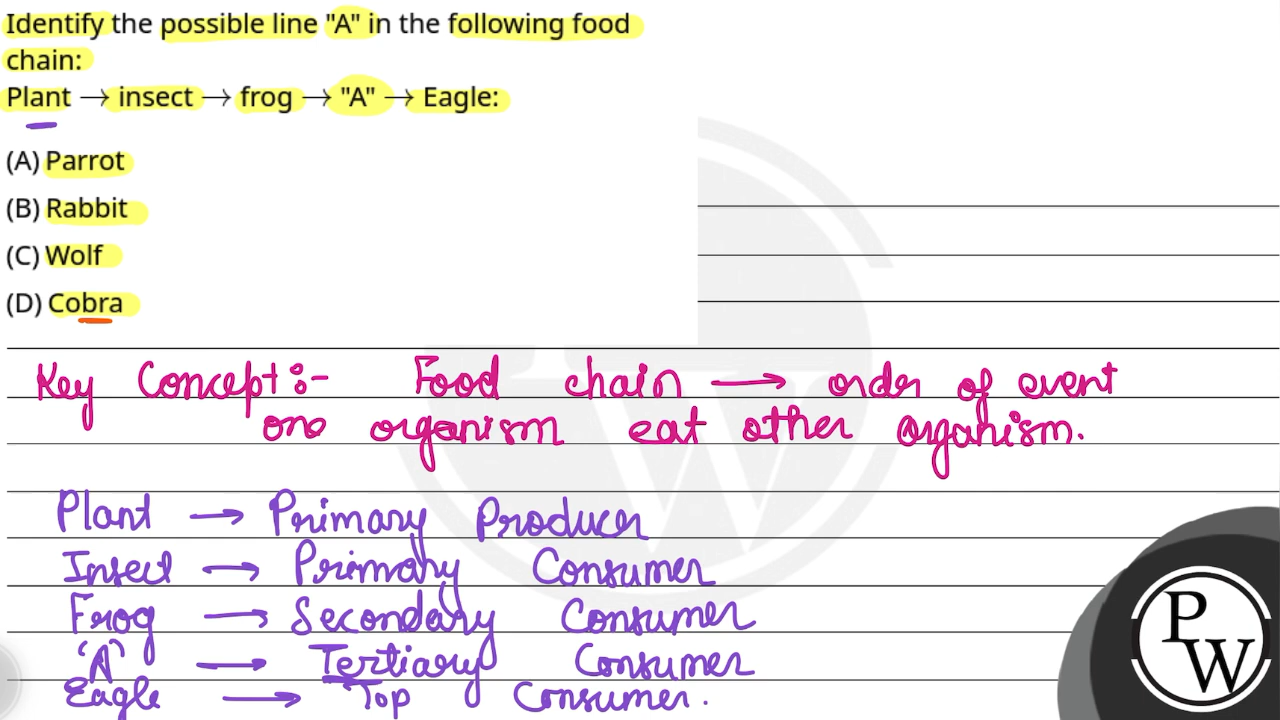 Identify the possible line "A" in the following food
chain:
Plant → insect → frog → "A" → Eagle:
(A) Parrot
(B) Rabbit
(C) Wolf
(D) Cobra
Key Concept:- Food chain → order of event
one organism eat other organism.
Plant → Primary Producer
Insect → Primary Consumer
Frog → Secondary Consumer
'A' → Tertiary Consumer
Eagle → Top Consumer.
PW